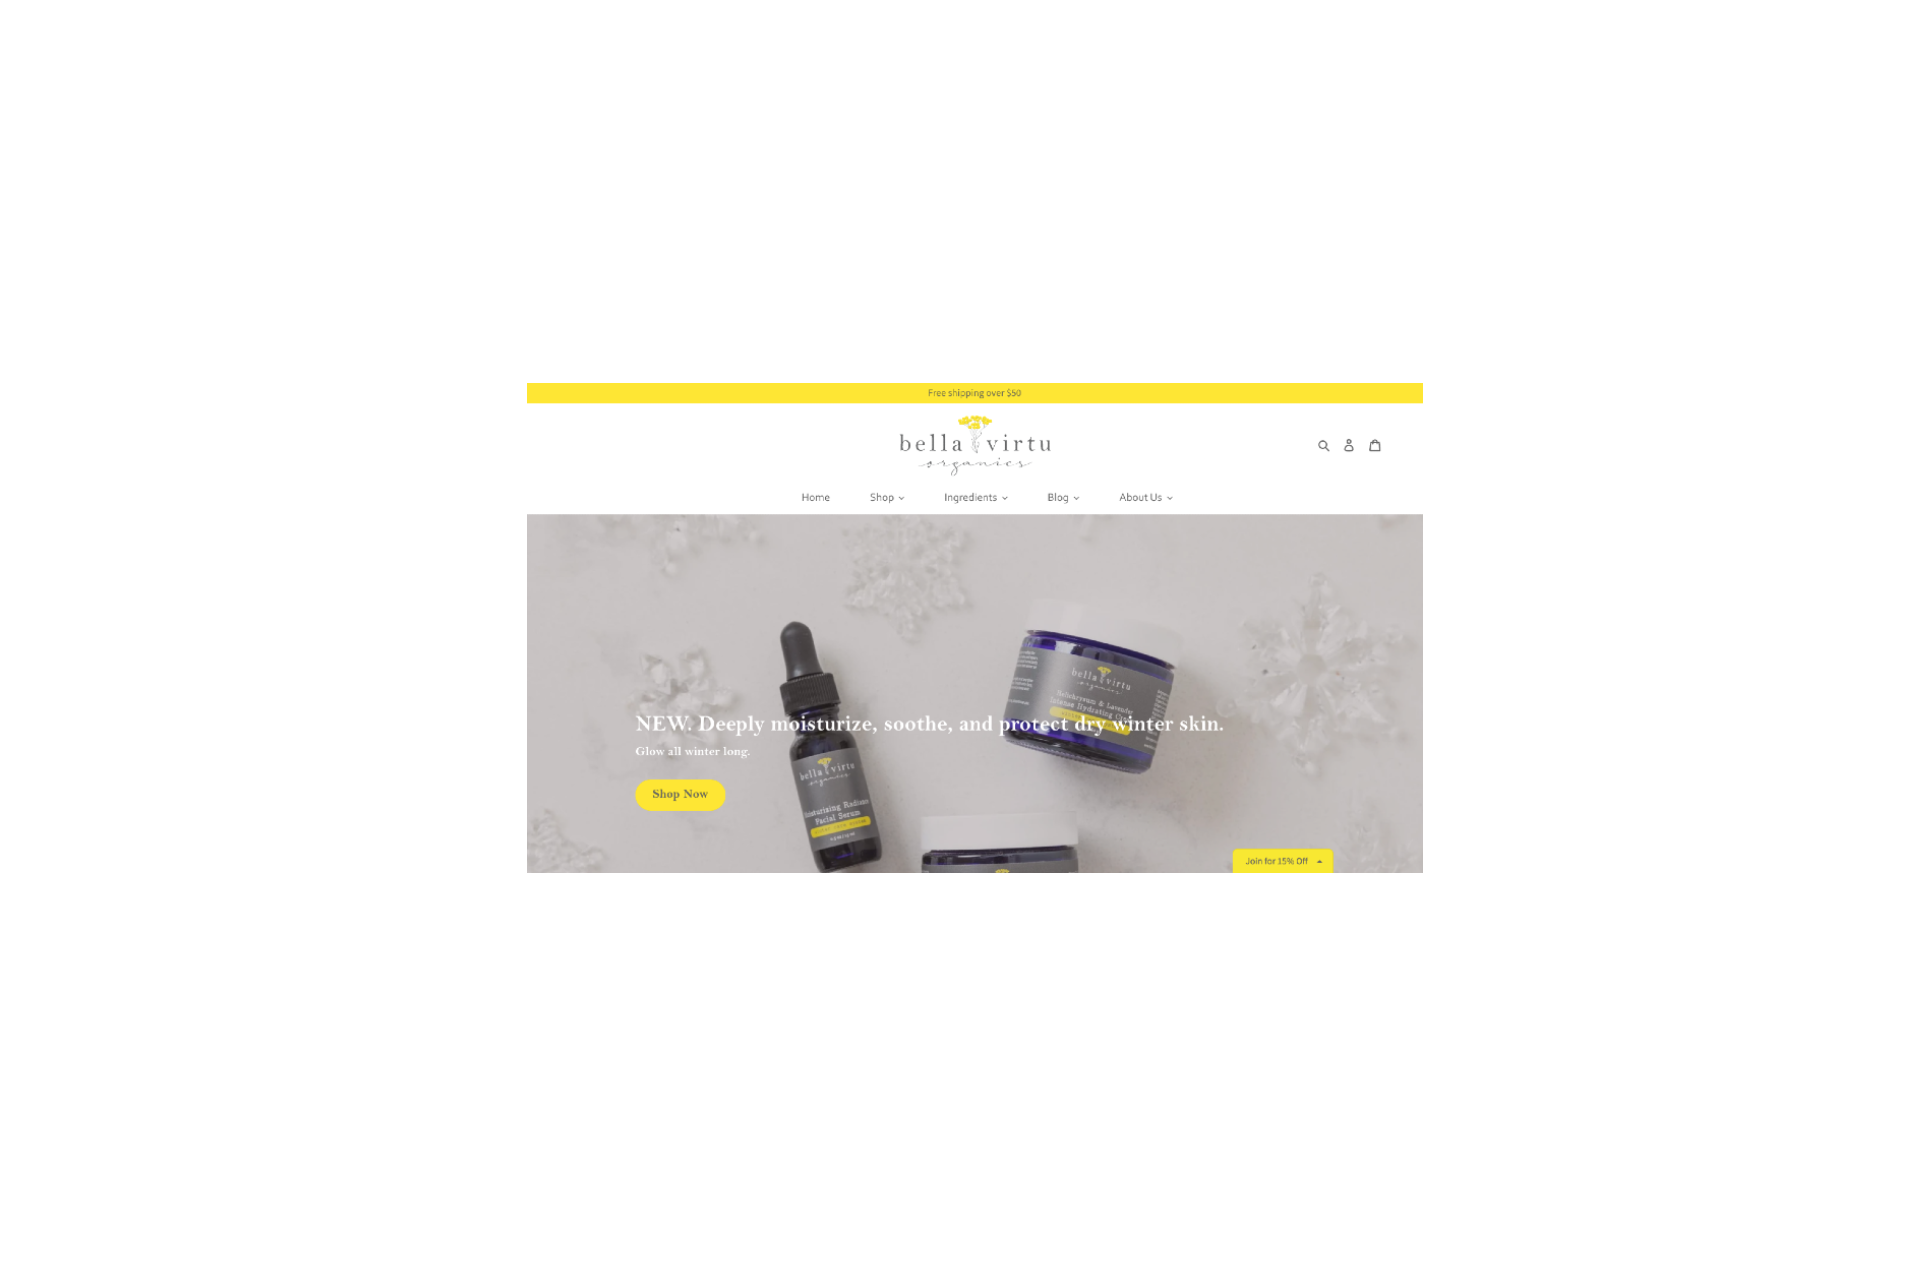 Free shipping over $50
bella virtu
organics
Home Shop Ingredients Blog About Us
bella virtu
organics
Helichrysum & Lavender
Intense Hydrating
NEW. Deeply moisturize, soothe, and protect dry winter skin.
Glow all winter long.
Shop Now
bella virtu
organics
Moisturizing Radiance
Facial Serum
Join for 15% Off